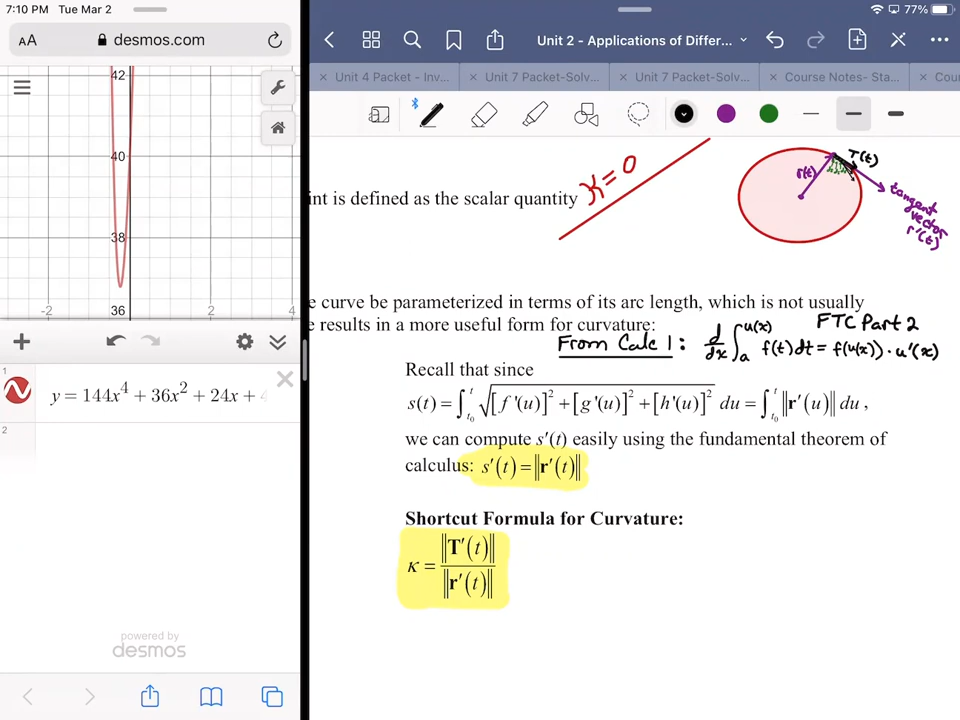 7:10 PM Tue Mar 2
77%
AA desmos.com
42
40
38
-2 36 2 4
1
y = 144x⁴ + 36x² + 24x +
2
powered by
desmos
Unit 2 - Applications of Differ...
Unit 4 Packet - Inv...
Unit 7 Packet-Solv...
Unit 7 Packet-Solv...
Course Notes- Sta...
Cou
int is defined as the scalar quantity
K=0
r(t)
T(t)
tangent
vector
r'(t)
e curve be parameterized in terms of its arc length, which is not usually
e results in a more useful form for curvature:
FTC Part 2
From Calc 1: d/dx ∫_a^{u(x)} f(t)dt = f(u(x)) · u'(x)
Recall that since
s(t) = ∫_{t₀}^{t} √([f'(u)]² + [g'(u)]² + [h'(u)]²) du = ∫_{t₀}^{t} ‖r'(u)‖ du,
we can compute s'(t) easily using the fundamental theorem of
calculus: s'(t) = ‖r'(t)‖
Shortcut Formula for Curvature:
κ = ‖T'(t)‖ / ‖r'(t)‖